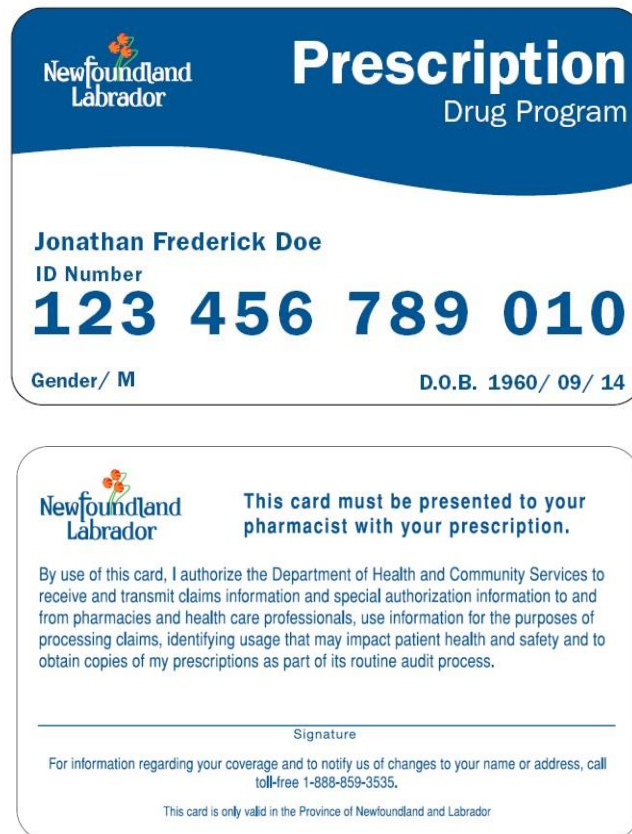 Newfoundland
Labrador
Prescription
Drug Program
Jonathan Frederick Doe
ID Number
123 456 789 010
Gender/ M
D.O.B. 1960/ 09/ 14
Newfoundland
Labrador
This card must be presented to your
pharmacist with your prescription.
By use of this card, I authorize the Department of Health and Community Services to
receive and transmit claims information and special authorization information to and
from pharmacies and health care professionals, use information for the purposes of
processing claims, identifying usage that may impact patient health and safety and to
obtain copies of my prescriptions as part of its routine audit process.
Signature
For information regarding your coverage and to notify us of changes to your name or address, call
toll-free 1-888-859-3535.
This card is only valid in the Province of Newfoundland and Labrador